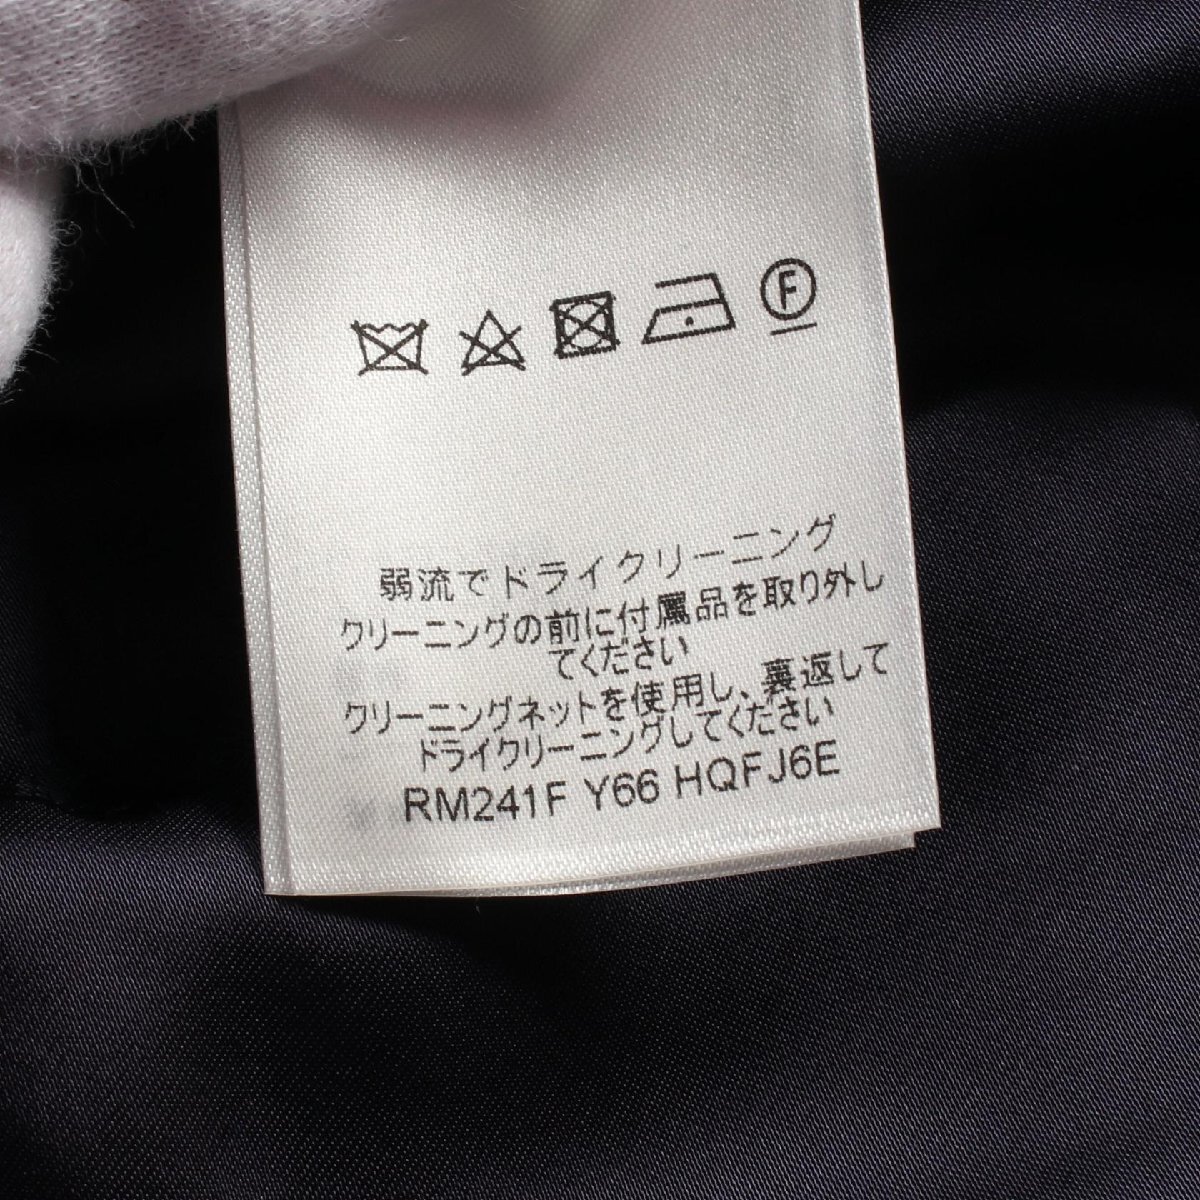 F
弱流でドライクリーニング
クリーニングの前に付属品を取り外し
てください
クリーニングネットを使用し、裏返して
ドライクリーニングしてください
RM241F Y66 HQFJ6E